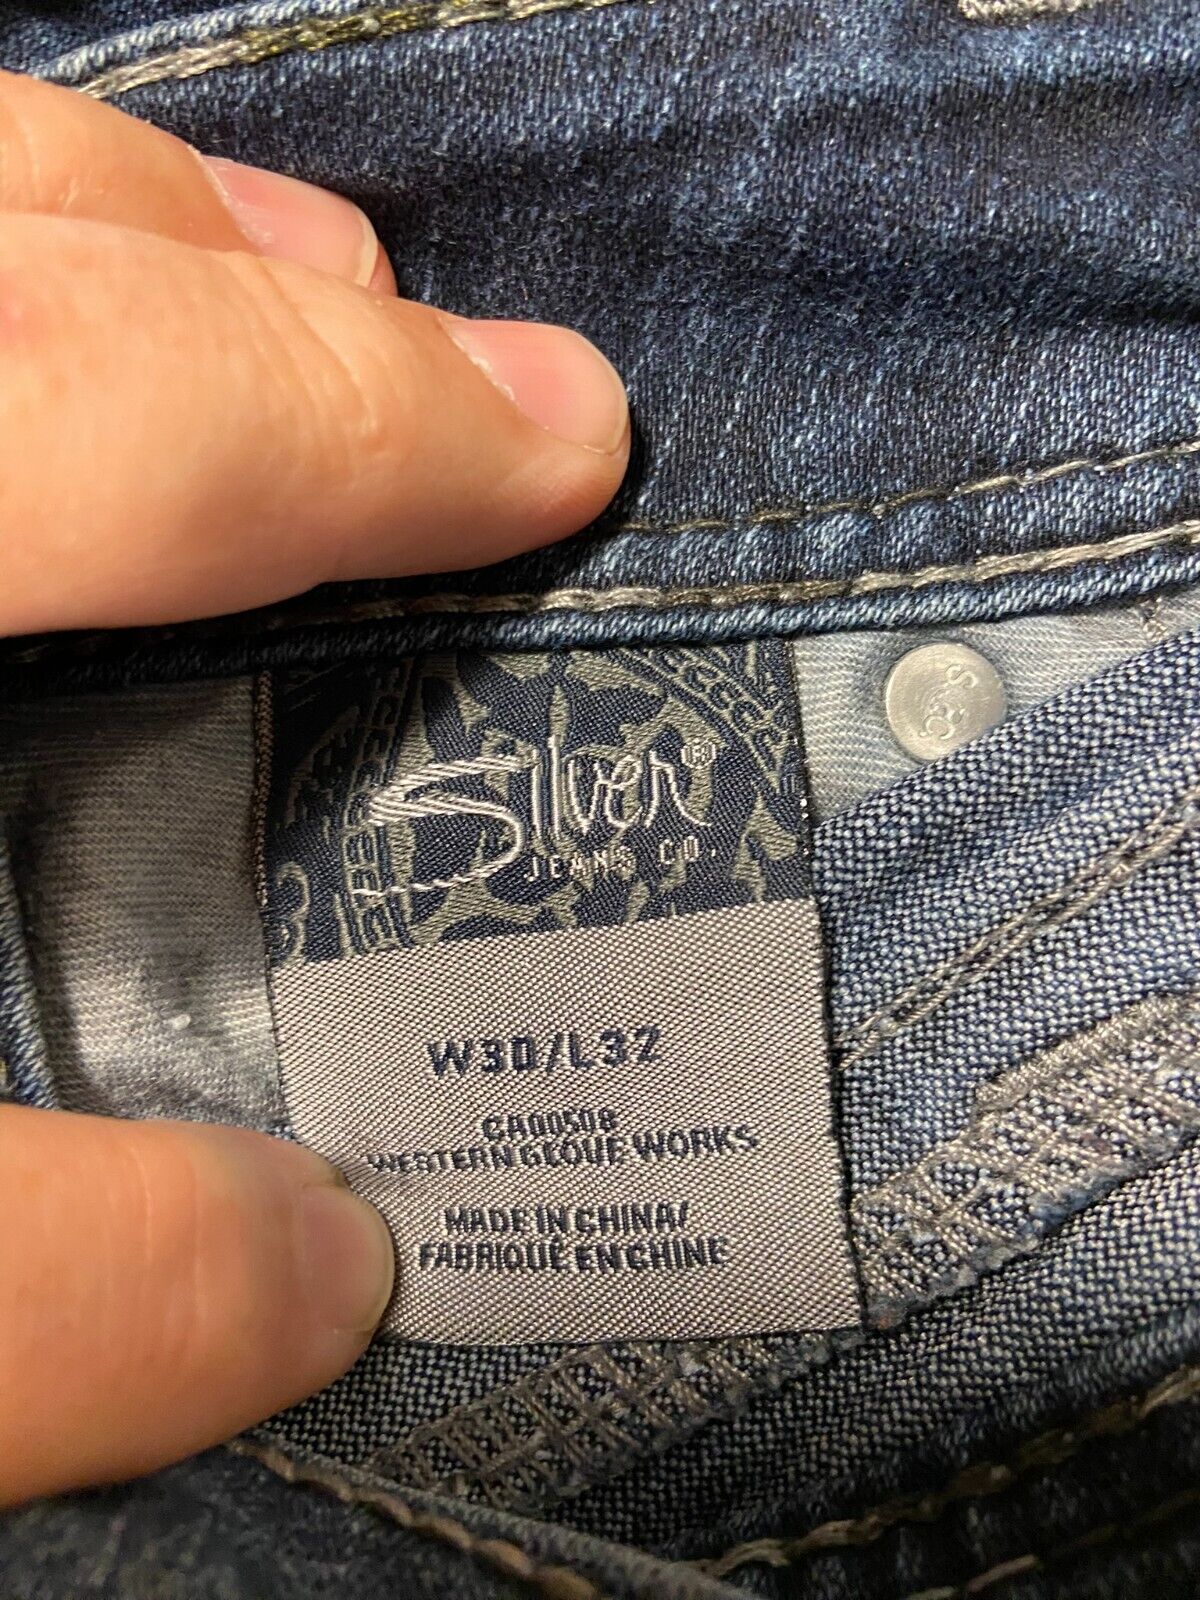 Silver®
JEANS CO.
W30/L32
CA00508
WESTERN GLOVE WORKS
MADE IN CHINA/
FABRIQUÉ EN CHINE